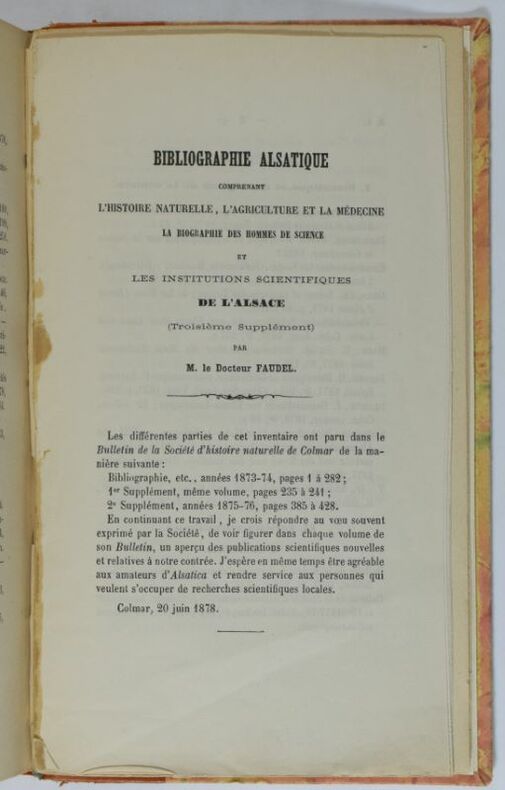 BIBLIOGRAPHIE ALSATIQUE
COMPRENANT
L'HISTOIRE NATURELLE, L'AGRICULTURE ET LA MÉDECINE
LA BIOGRAPHIE DES HOMMES DE SCIENCE
ET
LES INSTITUTIONS SCIENTIFIQUES
DE L'ALSACE
(Troisième Supplément)
PAR
M. le Docteur FAUDEL.
Les différentes parties de cet inventaire ont paru dans le
Bulletin de la Société d'histoire naturelle de Colmar de la ma-
nière suivante :
Bibliographie, etc., années 1873-74, pages 1 à 282 ;
1er Supplément, même volume, pages 235 à 241 ;
2e Supplément, années 1875-76, pages 385 à 428.
En continuant ce travail, je crois répondre au vœu souvent
exprimé par la Société, de voir figurer dans chaque volume de
son Bulletin, un aperçu des publications scientifiques nouvelles
et relatives à notre contrée. J'espère en même temps être agréable
aux amateurs d'Alsatica et rendre service aux personnes qui
veulent s'occuper de recherches scientifiques locales.
Colmar, 20 juin 1878.